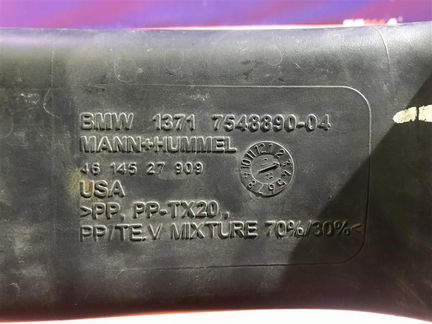 BMW 1371 7548890-04
MANN+HUMMEL
46 145 27 909
USA
>PP, PP-TX20,
PP/TE.V MIXTURE 70%/30%<